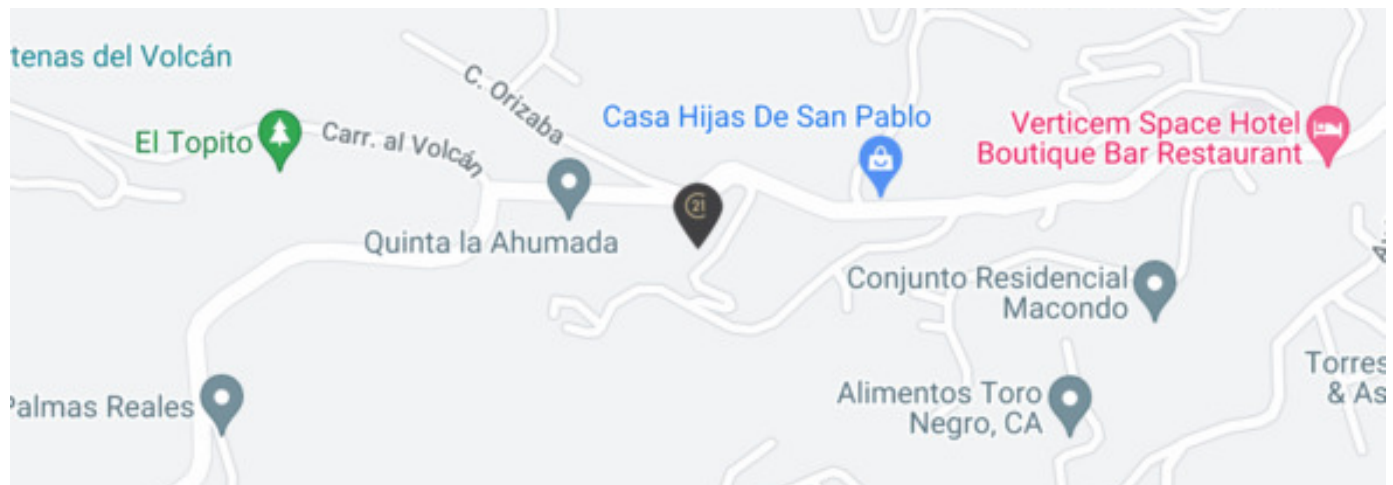 tenas del Volcán
C. Orizaba
El Topito
Carr. al Volcán
Casa Hijas De San Pablo
Verticem Space Hotel
Boutique Bar Restaurant
21
Quinta la Ahumada
Conjunto Residencial
Macondo
Palmas Reales
Alimentos Toro
Negro, CA
Torres
& As